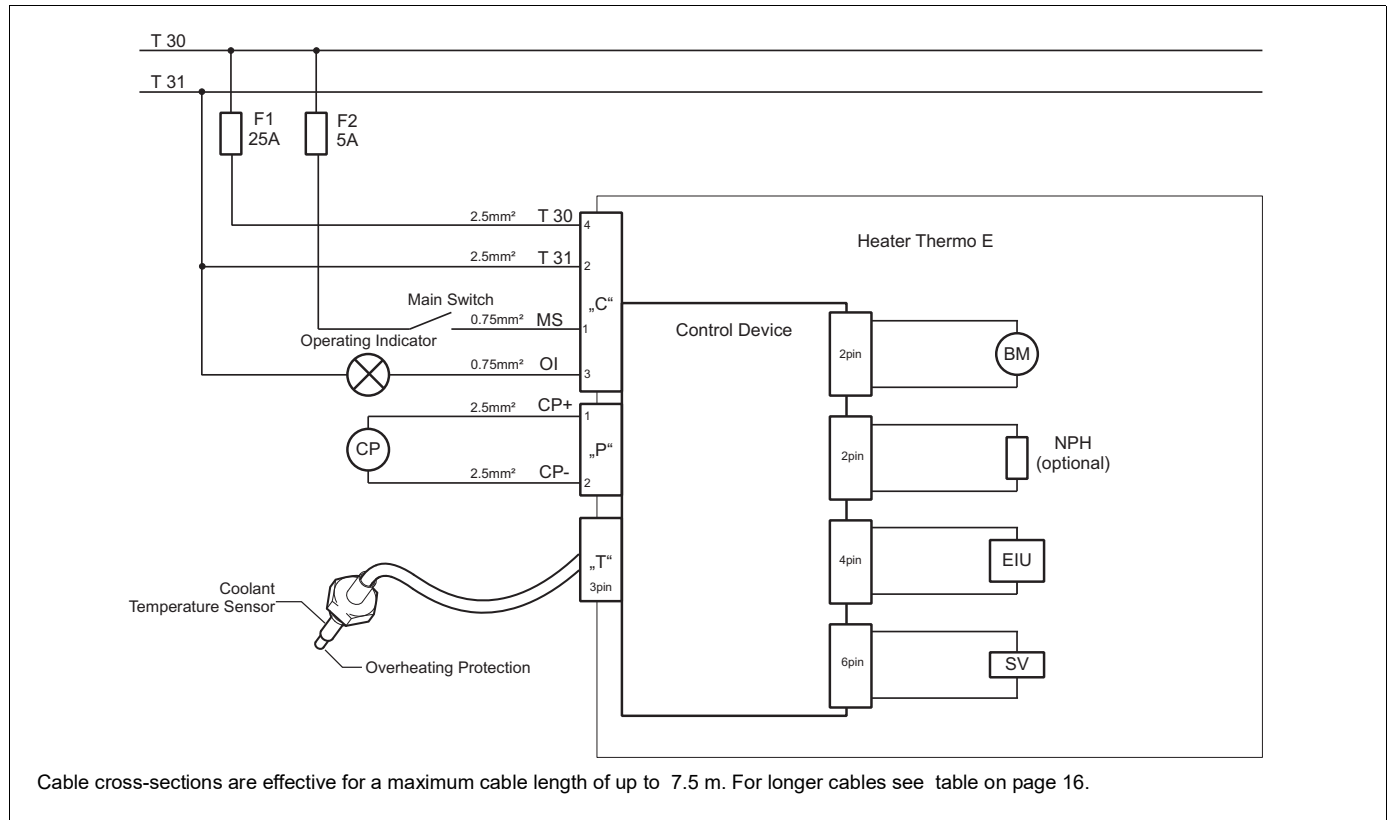 T 30
T 31
F1
25A
F2
5A
2.5mm² T 30
4
Heater Thermo E
2.5mm² T 31
2
„C“
Main Switch
0.75mm² MS
1
Control Device
Operating Indicator
0.75mm² OI
3
2pin
BM
2.5mm² CP+
1
CP
„P“
2.5mm² CP-
2
2pin
NPH
(optional)
„T“
3pin
4pin
EIU
Coolant
Temperature Sensor
Overheating Protection
6pin
SV
Cable cross-sections are effective for a maximum cable length of up to 7.5 m. For longer cables see table on page 16.